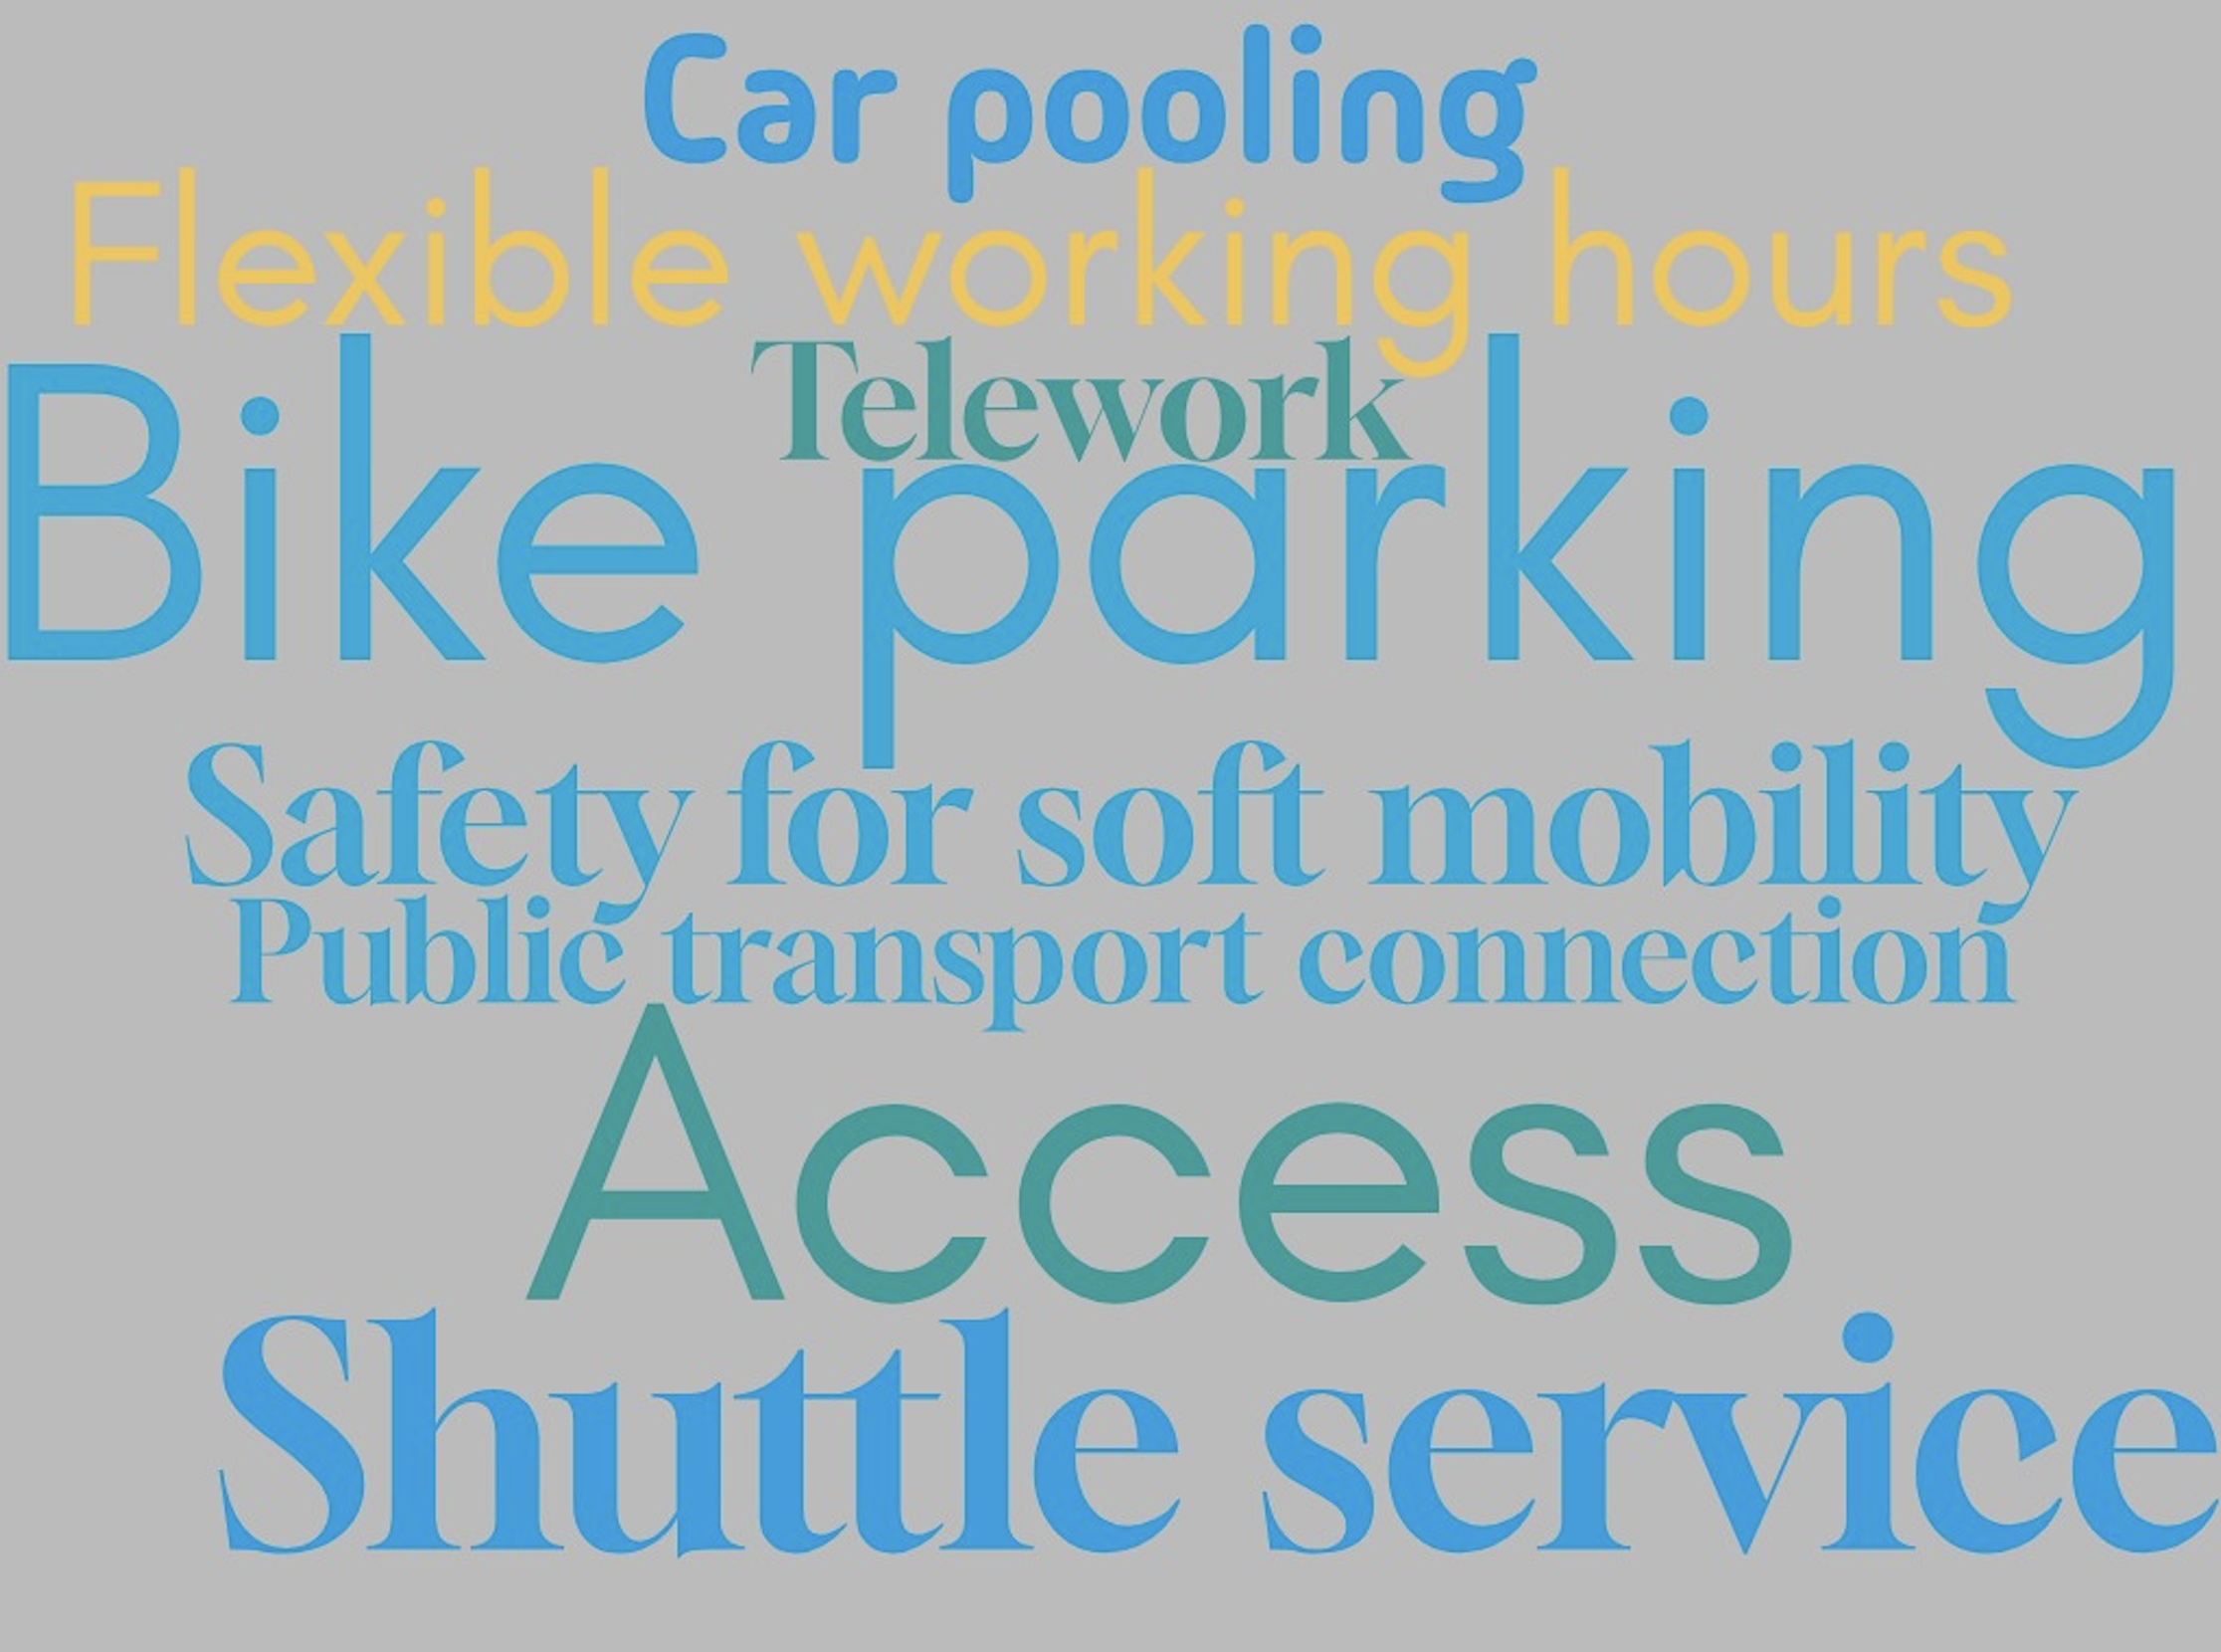 Car pooling
Flexible working hours
Telework
Bike parking
Safety for soft mobility
Public transport connection
Access
Shuttle service